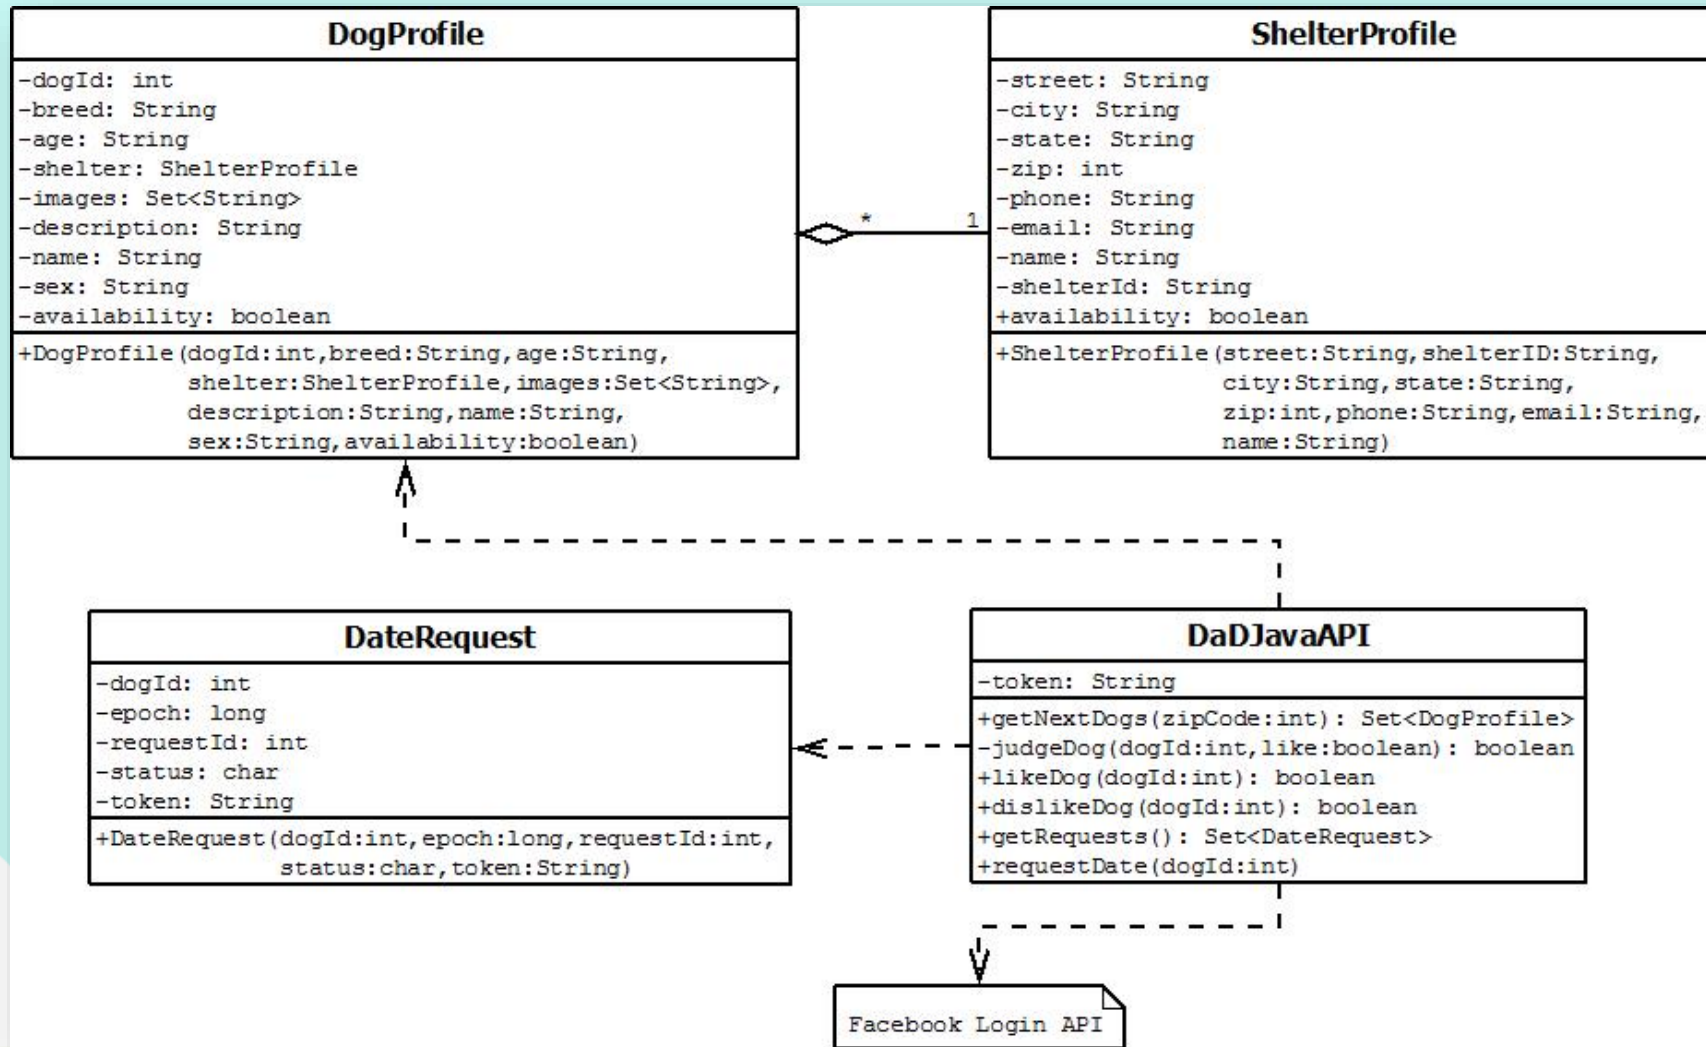 DogProfile
-dogId: int
-breed: String
-age: String
-shelter: ShelterProfile
-images: Set<String>
-description: String
-name: String
-sex: String
-availability: boolean
+DogProfile(dogId:int,breed:String,age:String,
shelter:ShelterProfile,images:Set<String>,
description:String,name:String,
sex:String,availability:boolean)
* 1
ShelterProfile
-street: String
-city: String
-state: String
-zip: int
-phone: String
-email: String
-name: String
-shelterId: String
+availability: boolean
+ShelterProfile(street:String,shelterID:String,
city:String,state:String,
zip:int,phone:String,email:String,
name:String)
DateRequest
-dogId: int
-epoch: long
-requestId: int
-status: char
-token: String
+DateRequest(dogId:int,epoch:long,requestId:int,
status:char,token:String)
DaDJavaAPI
-token: String
+getNextDogs(zipCode:int): Set<DogProfile>
-judgeDog(dogId:int,like:boolean): boolean
+likeDog(dogId:int): boolean
+dislikeDog(dogId:int): boolean
+getRequests(): Set<DateRequest>
+requestDate(dogId:int)
Facebook Login API